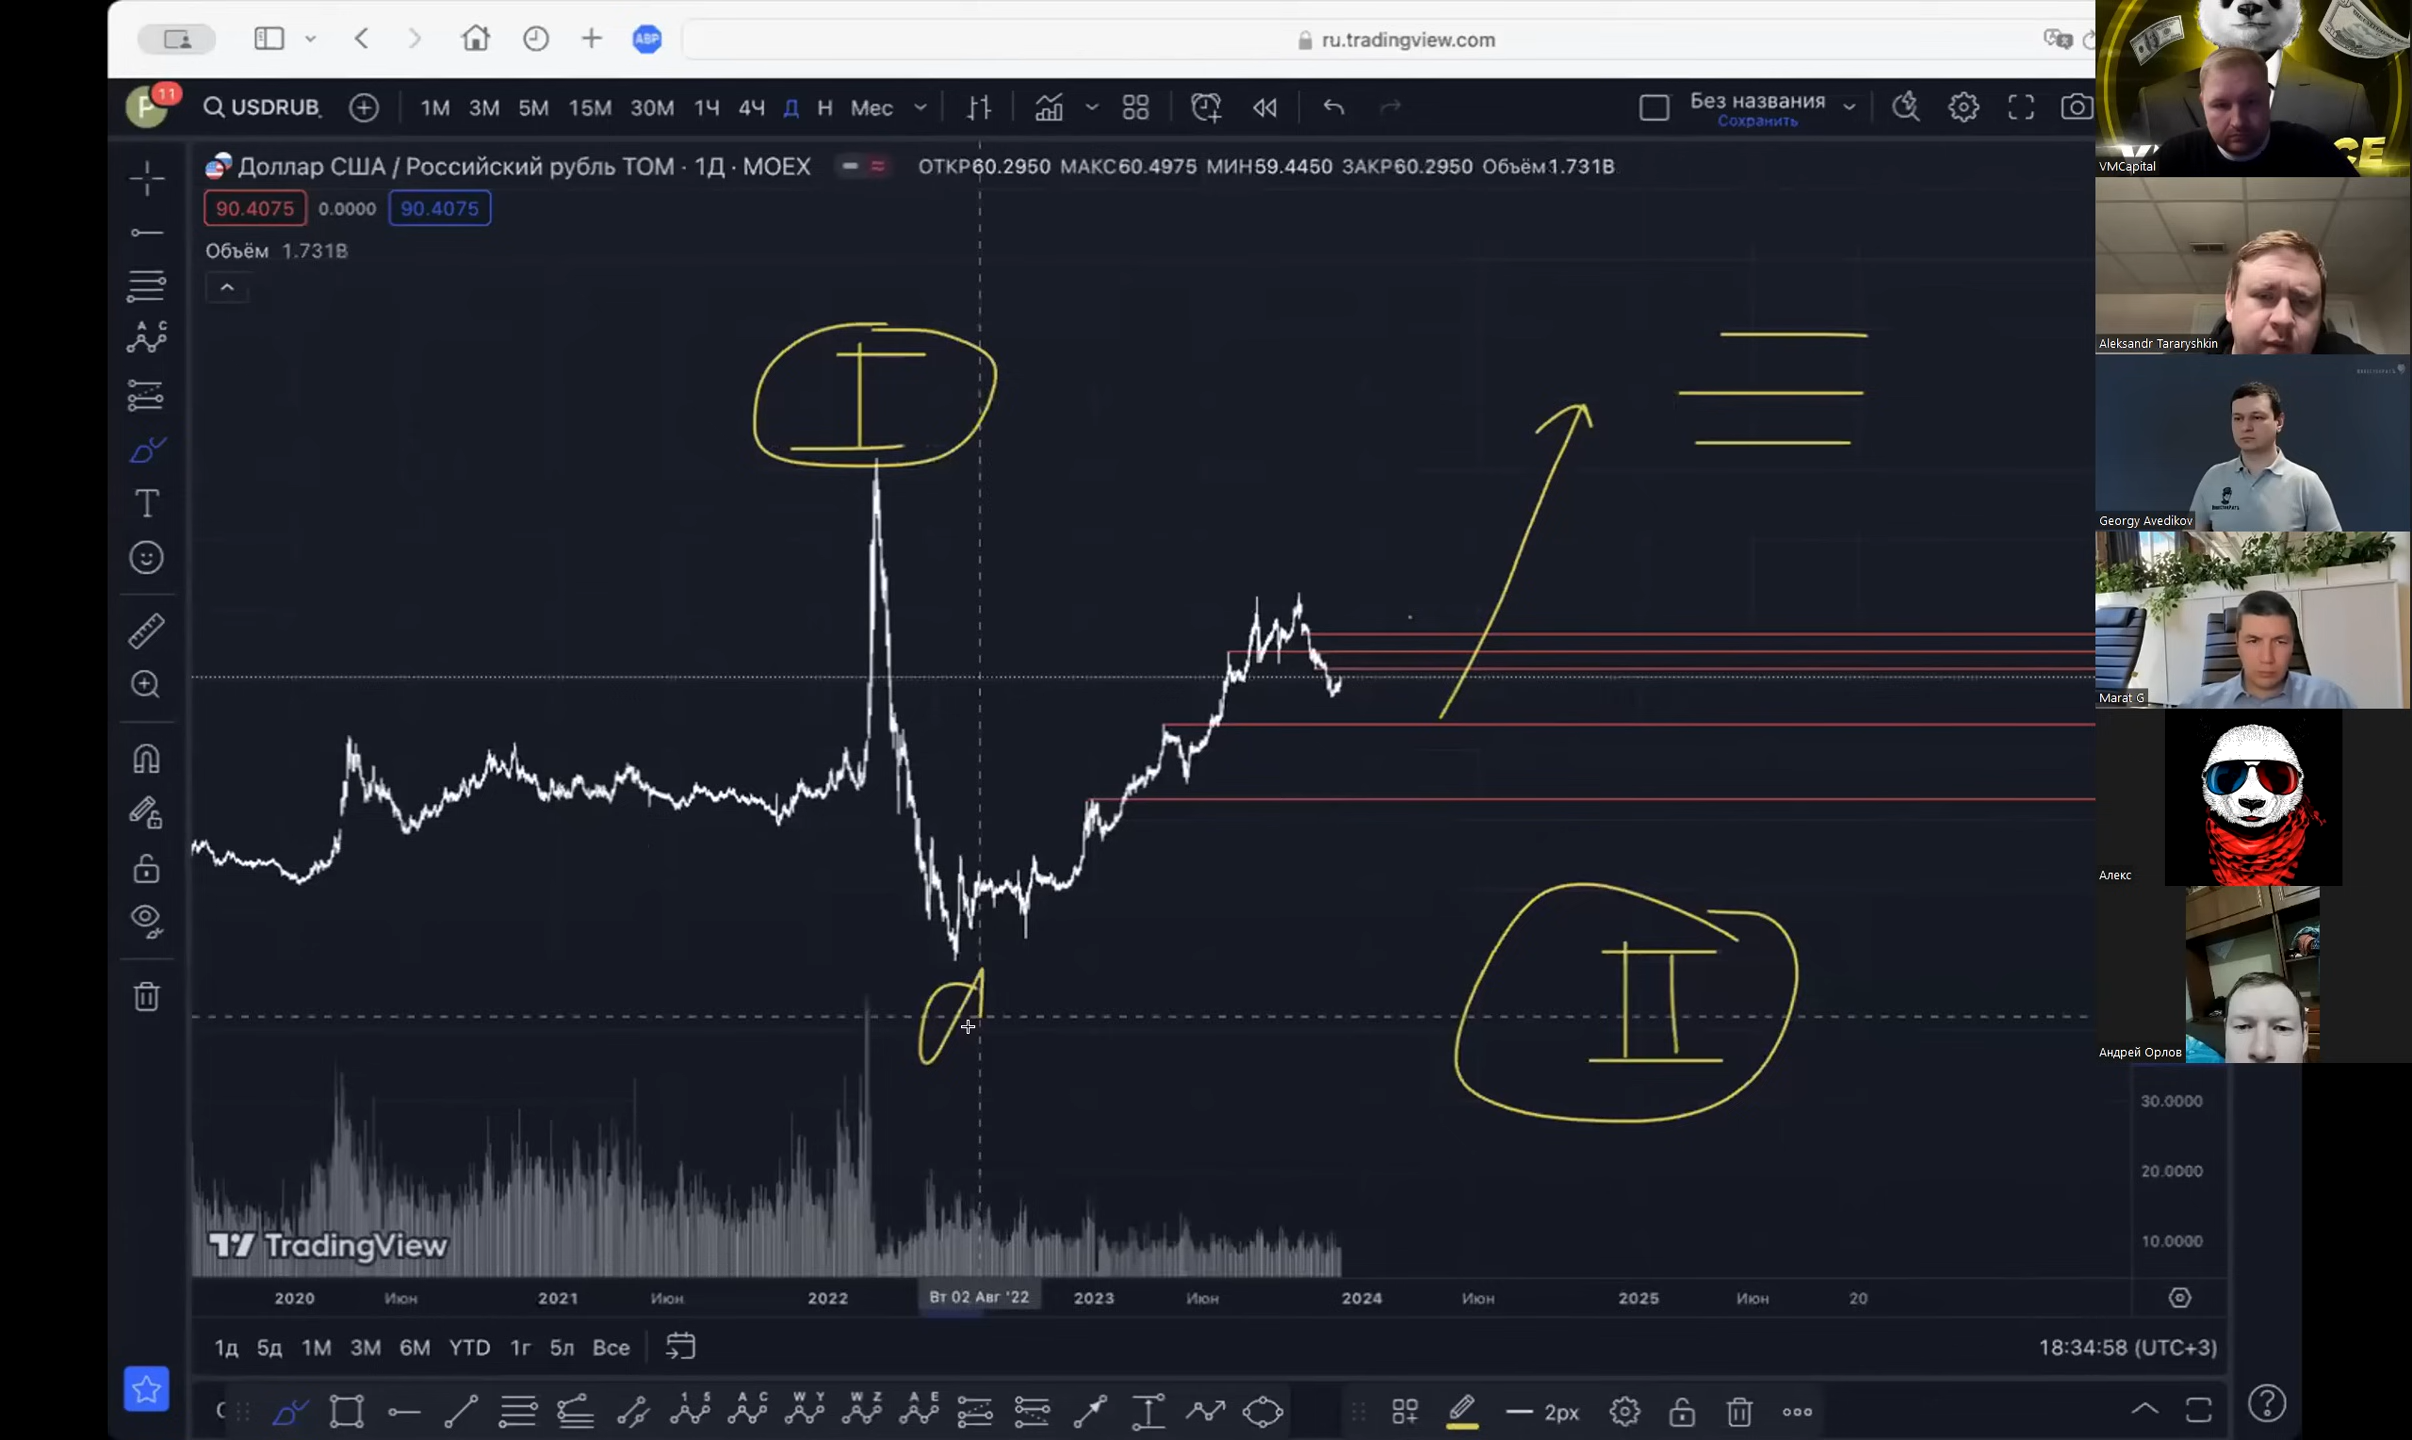 ru.tradingview.com
P 11
USDRUB
1М 3М 5М 15М 30М 1Ч 4Ч Д Н Мес
Без названия
Сохранить
ABP
Доллар США / Российский рубль TOM · 1Д · MOEX
ОТКР60.2950 МАКС60.4975 МИН59.4450 ЗАКР60.2950 Объём1.731B
90.4075 0.0000 90.4075
Объём 1.731B
I
II
a
VMCapital
Aleksandr Tararyshkin
Georgy Avedikov
Marat G
Алекс
Андрей Орлов
30.0000
20.0000
10.0000
TradingView
2020 Июн 2021 Июн 2022 Вт 02 Авг '22 2023 Июн 2024 Июн 2025 Июн 20
1д 5д 1М 3М 6М YTD 1г 5л Все
18:34:58 (UTC+3)
2px